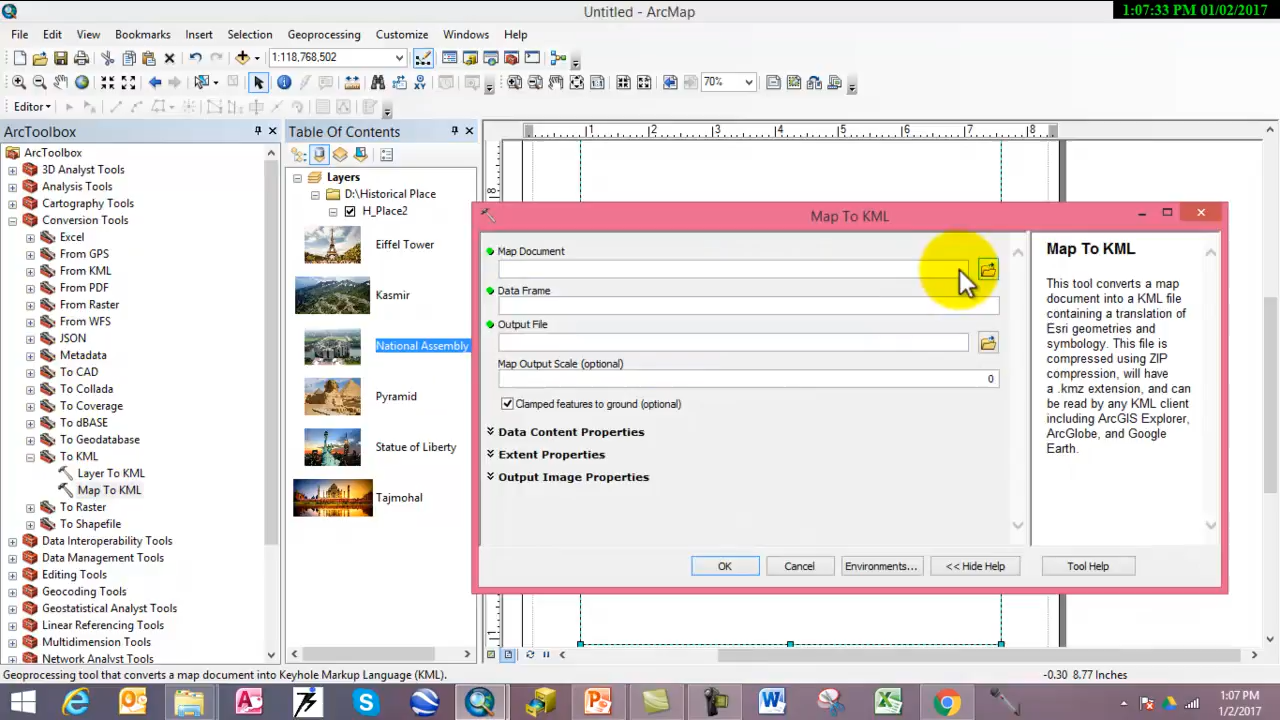 Untitled - ArcMap
1:07:33 PM 01/02/2017
File Edit View Bookmarks Insert Selection Geoprocessing Customize Windows Help
1:118,768,502
70%
Editor
ArcToolbox
ArcToolbox
3D Analyst Tools
Analysis Tools
Cartography Tools
Conversion Tools
Excel
From GPS
From KML
From PDF
From Raster
From WFS
JSON
Metadata
To CAD
To Collada
To Coverage
To dBASE
To Geodatabase
To KML
Layer To KML
Map To KML
To Raster
To Shapefile
Data Interoperability Tools
Data Management Tools
Editing Tools
Geocoding Tools
Geostatistical Analyst Tools
Linear Referencing Tools
Multidimension Tools
Network Analyst Tools
Table Of Contents
Layers
D:\Historical Place
H_Place2
Eiffel Tower
Kasmir
National Assembly
Pyramid
Statue of Liberty
Tajmohal
1 2 3 4 5 6 7 8
Map To KML
Map Document
Data Frame
Output File
Map Output Scale (optional)
0
Clamped features to ground (optional)
Data Content Properties
Extent Properties
Output Image Properties
OK Cancel Environments... << Hide Help Tool Help
Map To KML
This tool converts a map
document into a KML file
containing a translation of
Esri geometries and
symbology. This file is
compressed using ZIP
compression, will have
a .kmz extension, and can
be read by any KML client
including ArcGIS Explorer,
ArcGlobe, and Google
Earth.
Geoprocessing tool that converts a map document into Keyhole Markup Language (KML).
-0.30 8.77 Inches
1:07 PM
1/2/2017